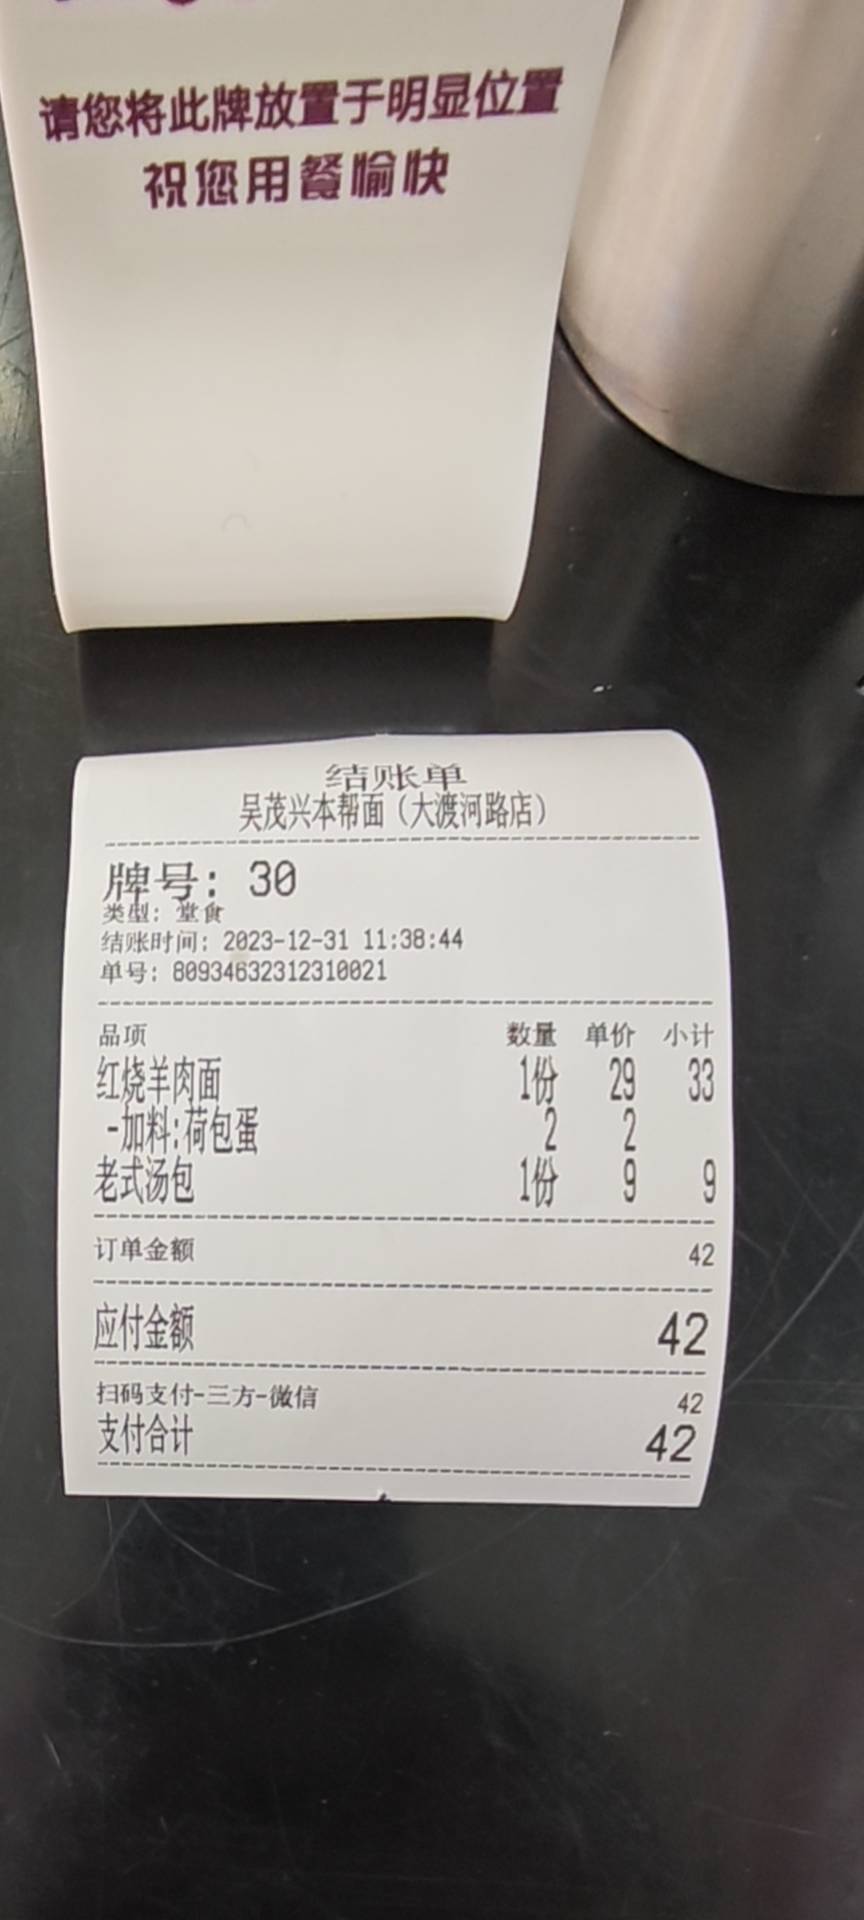 请您将此牌放置于明显位置
祝您用餐愉快
结账单
吴茂兴本帮面（大渡河路店）
牌号: 30
类型: 堂食
结账时间: 2023-12-31 11:38:44
单号: 80934632312310021
品项 数量 单价 小计
红烧羊肉面 1份 29 33
-加料:荷包蛋 2 2
老式汤包 1份 9 9
订单金额 42
应付金额 42
扫码支付-三方-微信 42
支付合计 42